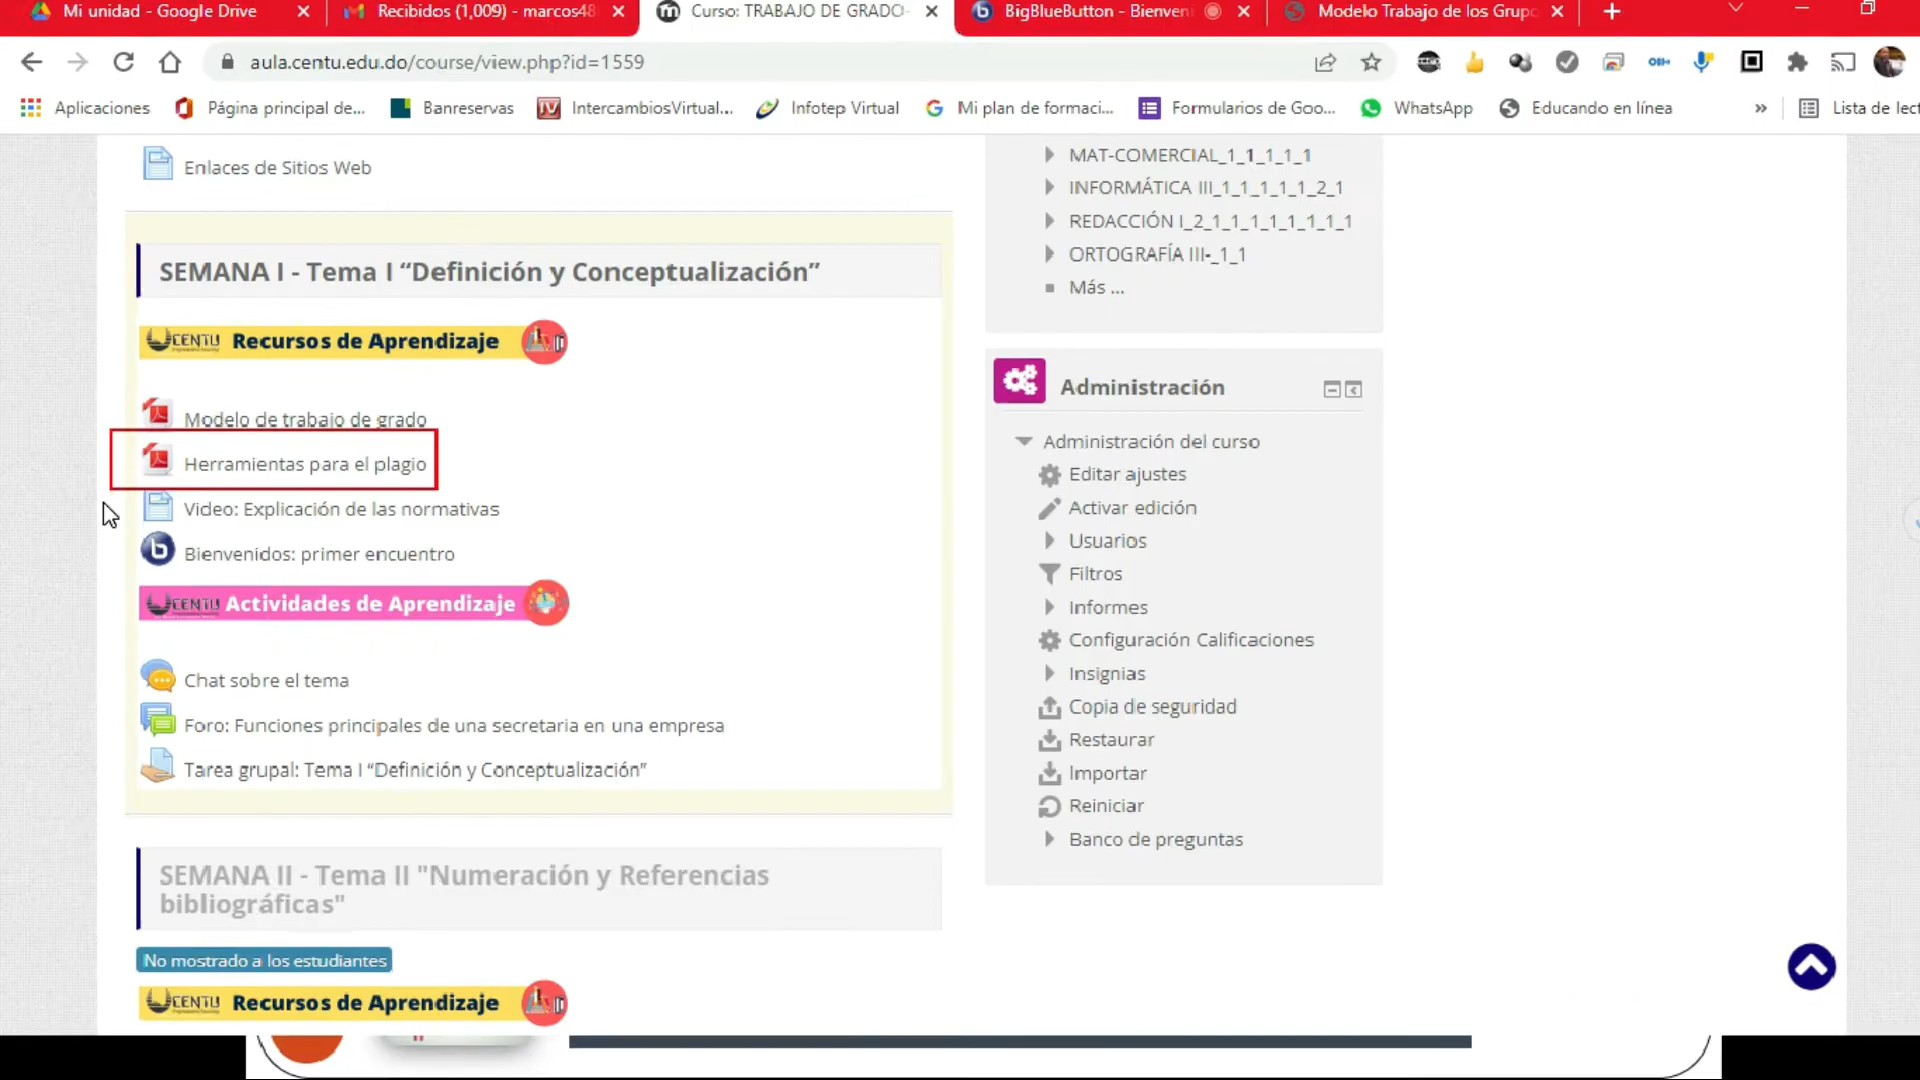 Mi unidad - Google Drive
Recibidos (1,009) - marcos48
Curso: TRABAJO DE GRADO-
BigBlueButton - Bienveni
Modelo Trabajo de los Grupo
aula.centu.edu.do/course/view.php?id=1559
Aplicaciones
Página principal de...
Banreservas
IntercambiosVirtual...
Infotep Virtual
Mi plan de formaci...
Formularios de Goo...
WhatsApp
Educando en línea
»
Lista de lect
Enlaces de Sitios Web
SEMANA I - Tema I “Definición y Conceptualización”
CENTU Recursos de Aprendizaje
Modelo de trabajo de grado
Herramientas para el plagio
Video: Explicación de las normativas
Bienvenidos: primer encuentro
CENTU Actividades de Aprendizaje
Chat sobre el tema
Foro: Funciones principales de una secretaria en una empresa
Tarea grupal: Tema I “Definición y Conceptualización”
SEMANA II - Tema II "Numeración y Referencias
bibliográficas"
No mostrado a los estudiantes
CENTU Recursos de Aprendizaje
MAT-COMERCIAL_1_1_1_1_1
INFORMÁTICA III_1_1_1_1_1_2_1
REDACCIÓN I_2_1_1_1_1_1_1_1_1
ORTOGRAFÍA III-_1_1
Más ...
Administración
Administración del curso
Editar ajustes
Activar edición
Usuarios
Filtros
Informes
Configuración Calificaciones
Insignias
Copia de seguridad
Restaurar
Importar
Reiniciar
Banco de preguntas